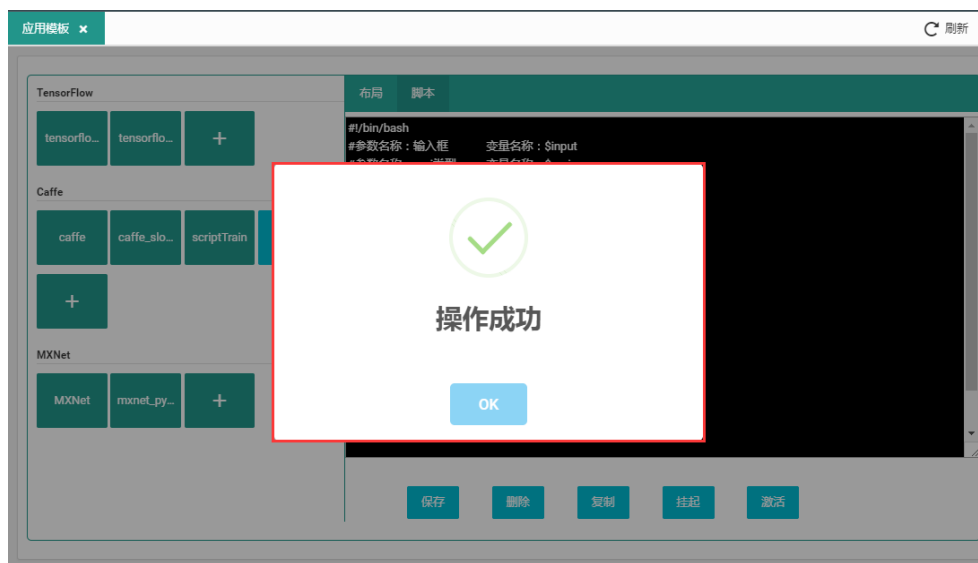 应用模板 ×
刷新
TensorFlow
tensorflo...
tensorflo...
+
Caffe
caffe
caffe_slo...
scriptTrain
+
MXNet
MXNet
mxnet_py...
+
布局
脚本
#!/bin/bash
#参数名称：输入框 变量名称：$input
操作成功
OK
保存
删除
复制
挂起
激活